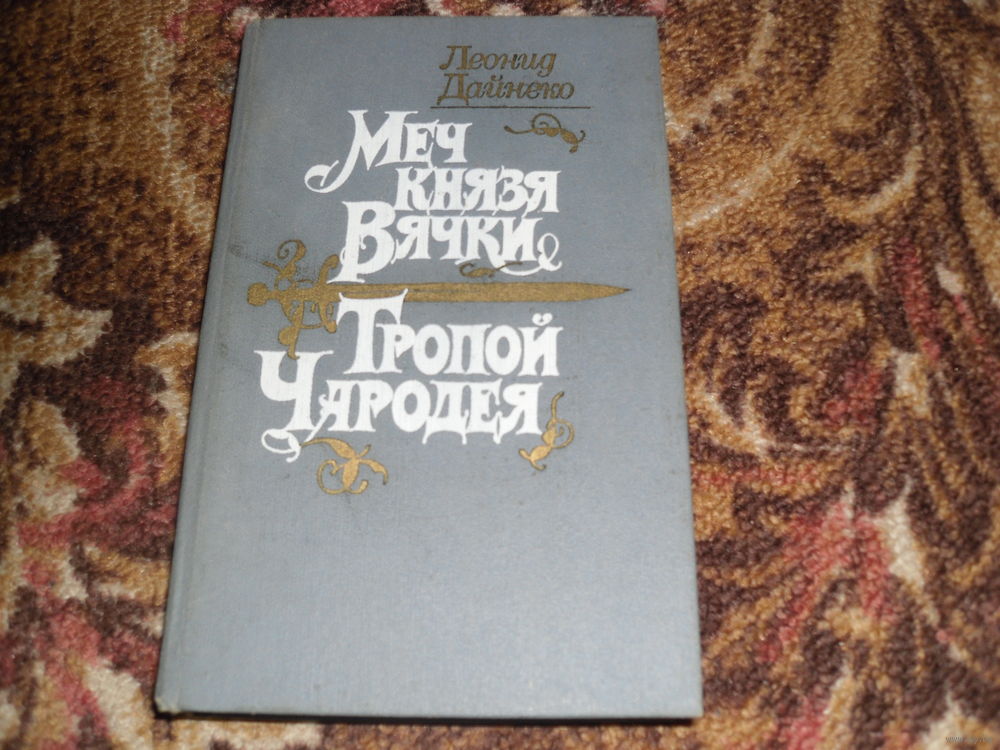 Леонид
Дайнеко
Меч
князя
Вячки
Тропой
Чародея